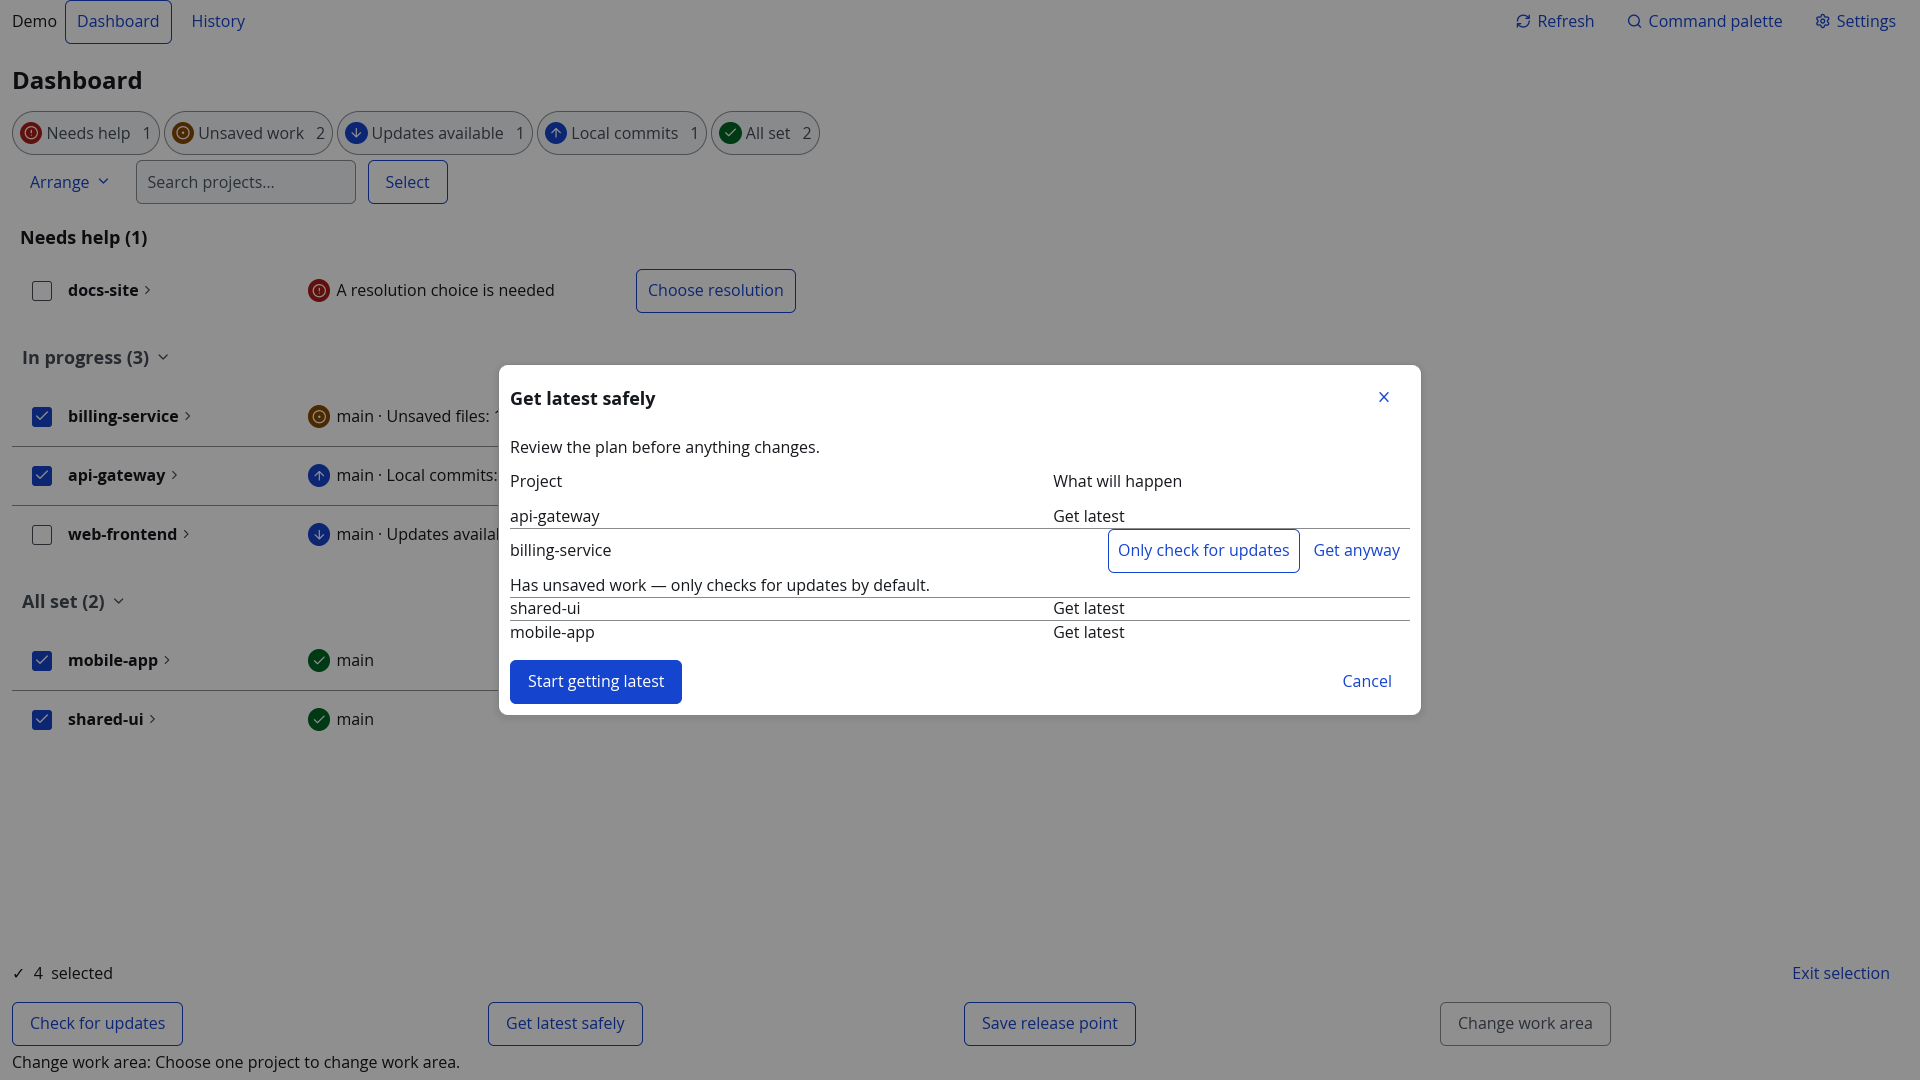 Demo Dashboard History Refresh Command palette Settings
Dashboard
Needs help 1 Unsaved work 2 Updates available 1 Local commits 1 All set 2
Arrange Search projects... Select
Needs help (1)
docs-site A resolution choice is needed Choose resolution
In progress (3)
billing-service main · Unsaved files:
api-gateway main · Local commits:
web-frontend main · Updates
All set (2)
mobile-app main
shared-ui main
Get latest safely
Review the plan before anything changes.
Project What will happen
api-gateway Get latest
billing-service Only check for updates Get anyway
Has unsaved work — only checks for updates by default.
shared-ui Get latest
mobile-app Get latest
Start getting latest Cancel
✓ 4 selected Exit selection
Check for updates Get latest safely Save release point Change work area
Change work area: Choose one project to change work area.